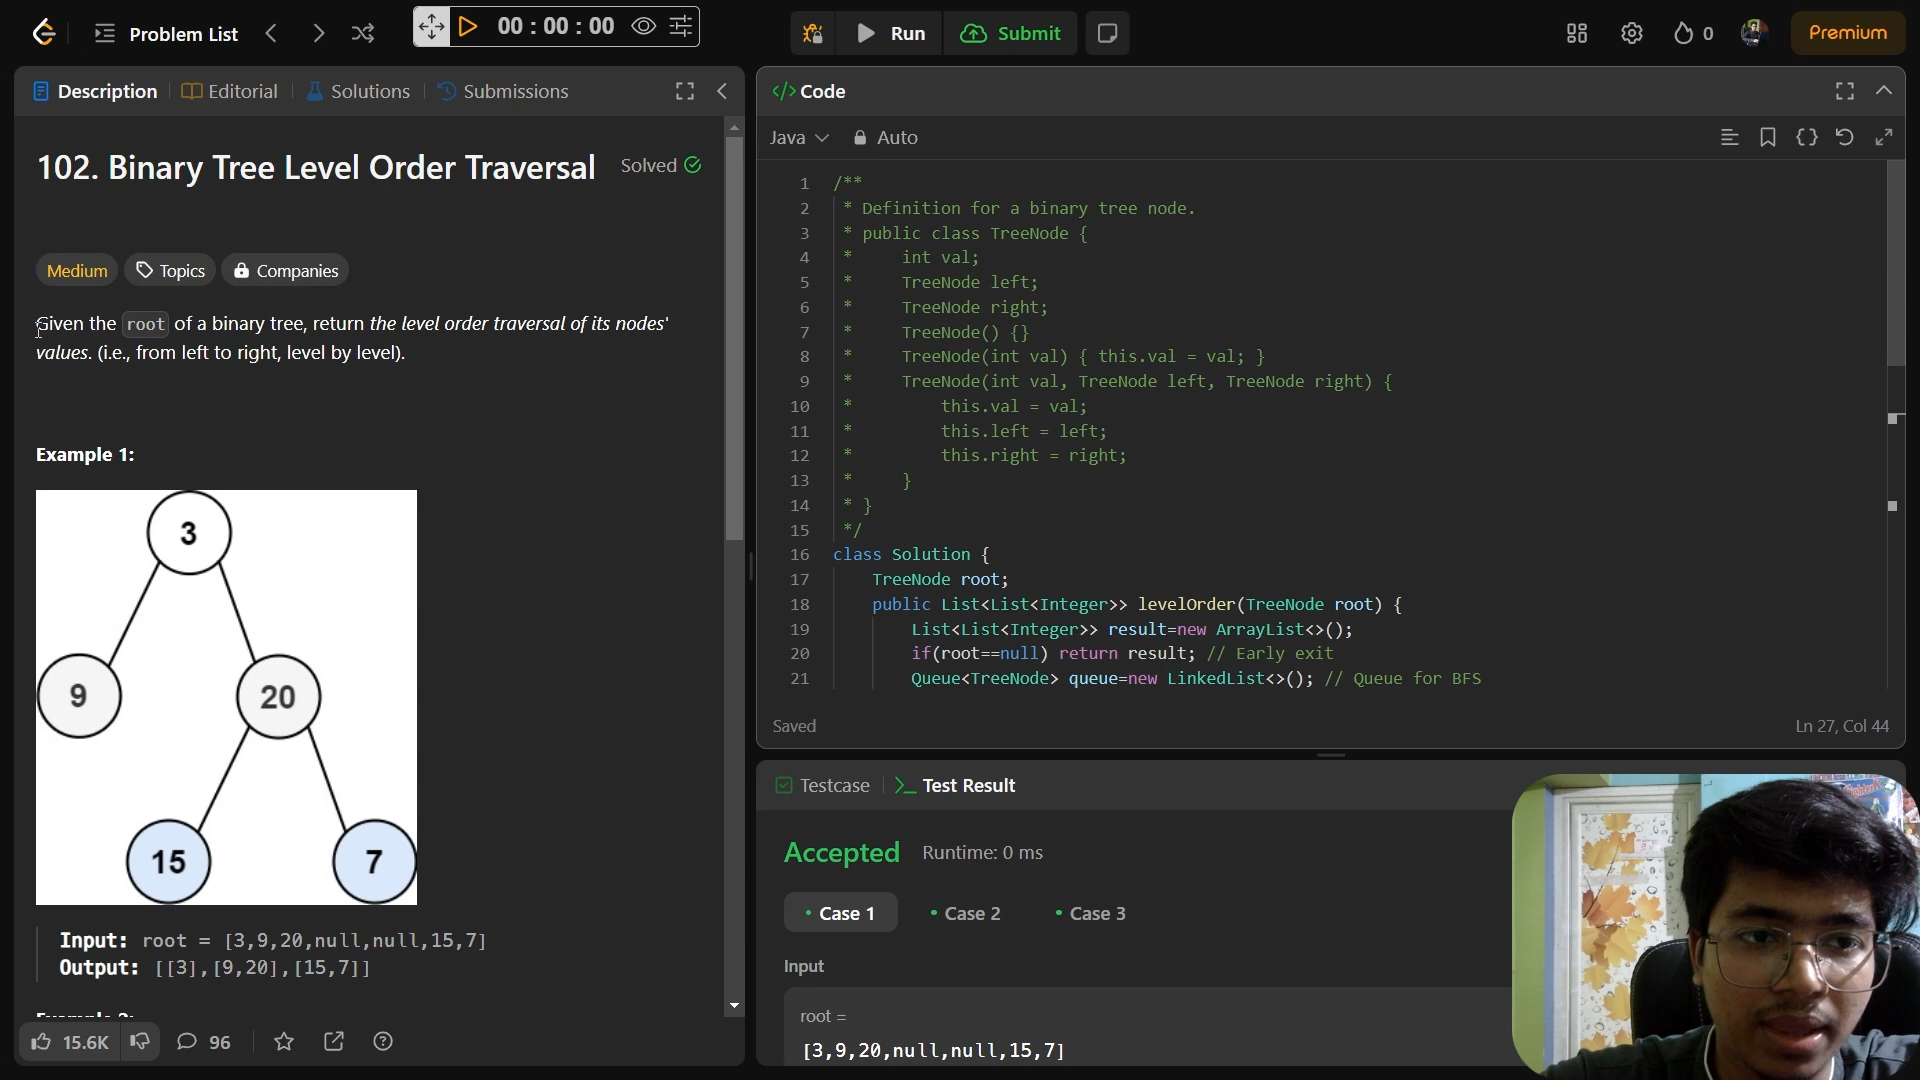 Problem List
00 : 00 : 00
Run
Submit
0
Premium
Description
Editorial
Solutions
Submissions
102. Binary Tree Level Order Traversal
Solved
Medium
Topics
Companies
Given the root of a binary tree, return the level order traversal of its nodes'
values. (i.e., from left to right, level by level).
Example 1:
3
9
20
15
7
Input: root = [3,9,20,null,null,15,7]
Output: [[3],[9,20],[15,7]]
15.6K
96
</> Code
Java
Auto
1 /**
2 * Definition for a binary tree node.
3 * public class TreeNode {
4 *     int val;
5 *     TreeNode left;
6 *     TreeNode right;
7 *     TreeNode() {}
8 *     TreeNode(int val) { this.val = val; }
9 *     TreeNode(int val, TreeNode left, TreeNode right) {
10 *         this.val = val;
11 *         this.left = left;
12 *         this.right = right;
13 *     }
14 * }
15 */
16 class Solution {
17     TreeNode root;
18     public List<List<Integer>> levelOrder(TreeNode root) {
19         List<List<Integer>> result=new ArrayList<>();
20         if(root==null) return result; // Early exit
21         Queue<TreeNode> queue=new LinkedList<>(); // Queue for BFS
Saved
Ln 27, Col 44
Testcase
Test Result
Accepted
Runtime: 0 ms
Case 1
Case 2
Case 3
Input
root =
[3,9,20,null,null,15,7]